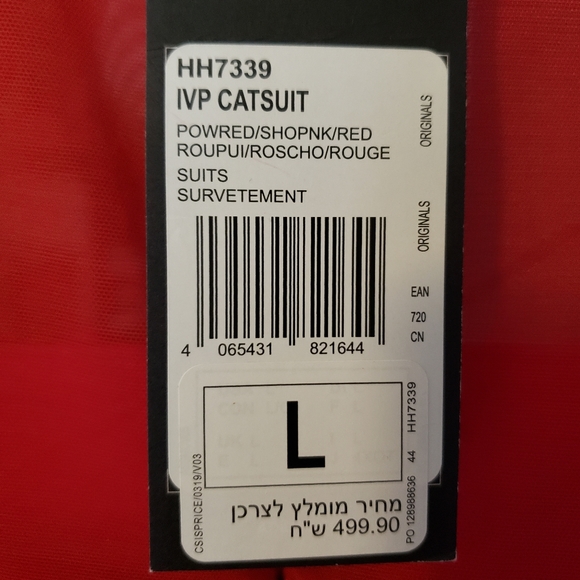 HH7339
IVP CATSUIT
POWRED/SHOPNK/RED
ROUPUI/ROSCHO/ROUGE
SUITS
SURVETEMENT
ORIGINALS
ORIGINALS
EAN
720
CN
4 065431 821644
L
CSISPRICE/0319/V03
PO 128988636 44 HH7339
מחיר מומלץ לצרכן
499.90 ש"ח